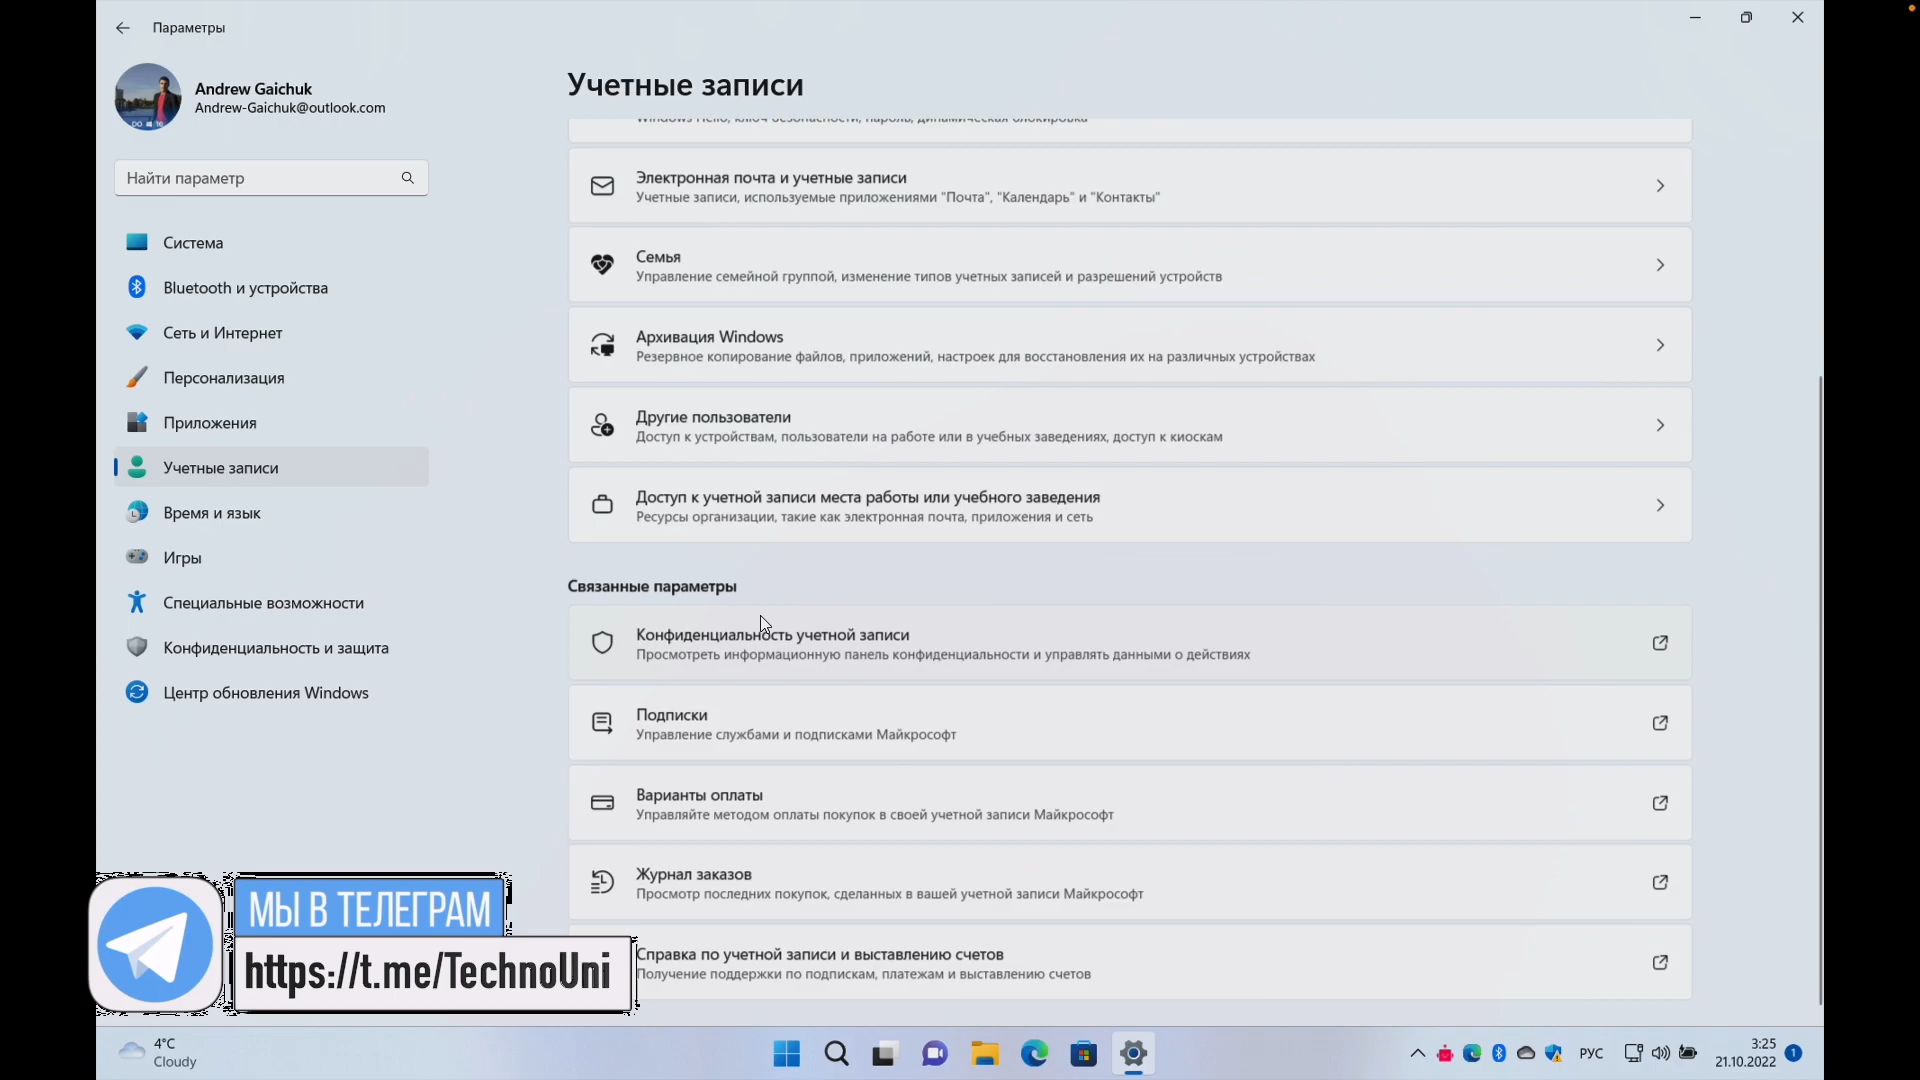 Параметры
Andrew Gaichuk
Andrew-Gaichuk@outlook.com
Найти параметр
Система
Bluetooth и устройства
Сеть и Интернет
Персонализация
Приложения
Учетные записи
Время и язык
Игры
Специальные возможности
Конфиденциальность и защита
Центр обновления Windows
Учетные записи
Windows Hello, ключ безопасности, пароль, динамическая блокировка
Электронная почта и учетные записи
Учетные записи, используемые приложениями "Почта", "Календарь" и "Контакты"
Семья
Управление семейной группой, изменение типов учетных записей и разрешений устройств
Архивация Windows
Резервное копирование файлов, приложений, настроек для восстановления их на различных устройствах
Другие пользователи
Доступ к устройствам, пользователи на работе или в учебных заведениях, доступ к киоскам
Доступ к учетной записи места работы или учебного заведения
Ресурсы организации, такие как электронная почта, приложения и сеть
Связанные параметры
Конфиденциальность учетной записи
Просмотреть информационную панель конфиденциальности и управлять данными о действиях
Подписки
Управление службами и подписками Майкрософт
Варианты оплаты
Управляйте методом оплаты покупок в своей учетной записи Майкрософт
Журнал заказов
Просмотр последних покупок, сделанных в вашей учетной записи Майкрософт
Справка по учетной записи и выставлению счетов
Получение поддержки по подпискам, платежам и выставлению счетов
МЫ В ТЕЛЕГРАМ
https://t.me/TechnoUni
4°C
Cloudy
РУС
3:25
21.10.2022
1